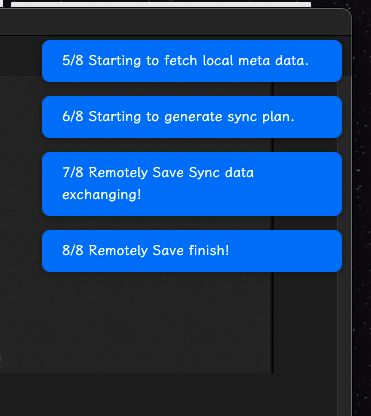 5/8 Starting to fetch local meta data.
6/8 Starting to generate sync plan.
7/8 Remotely Save Sync data
exchanging!
8/8 Remotely Save finish!